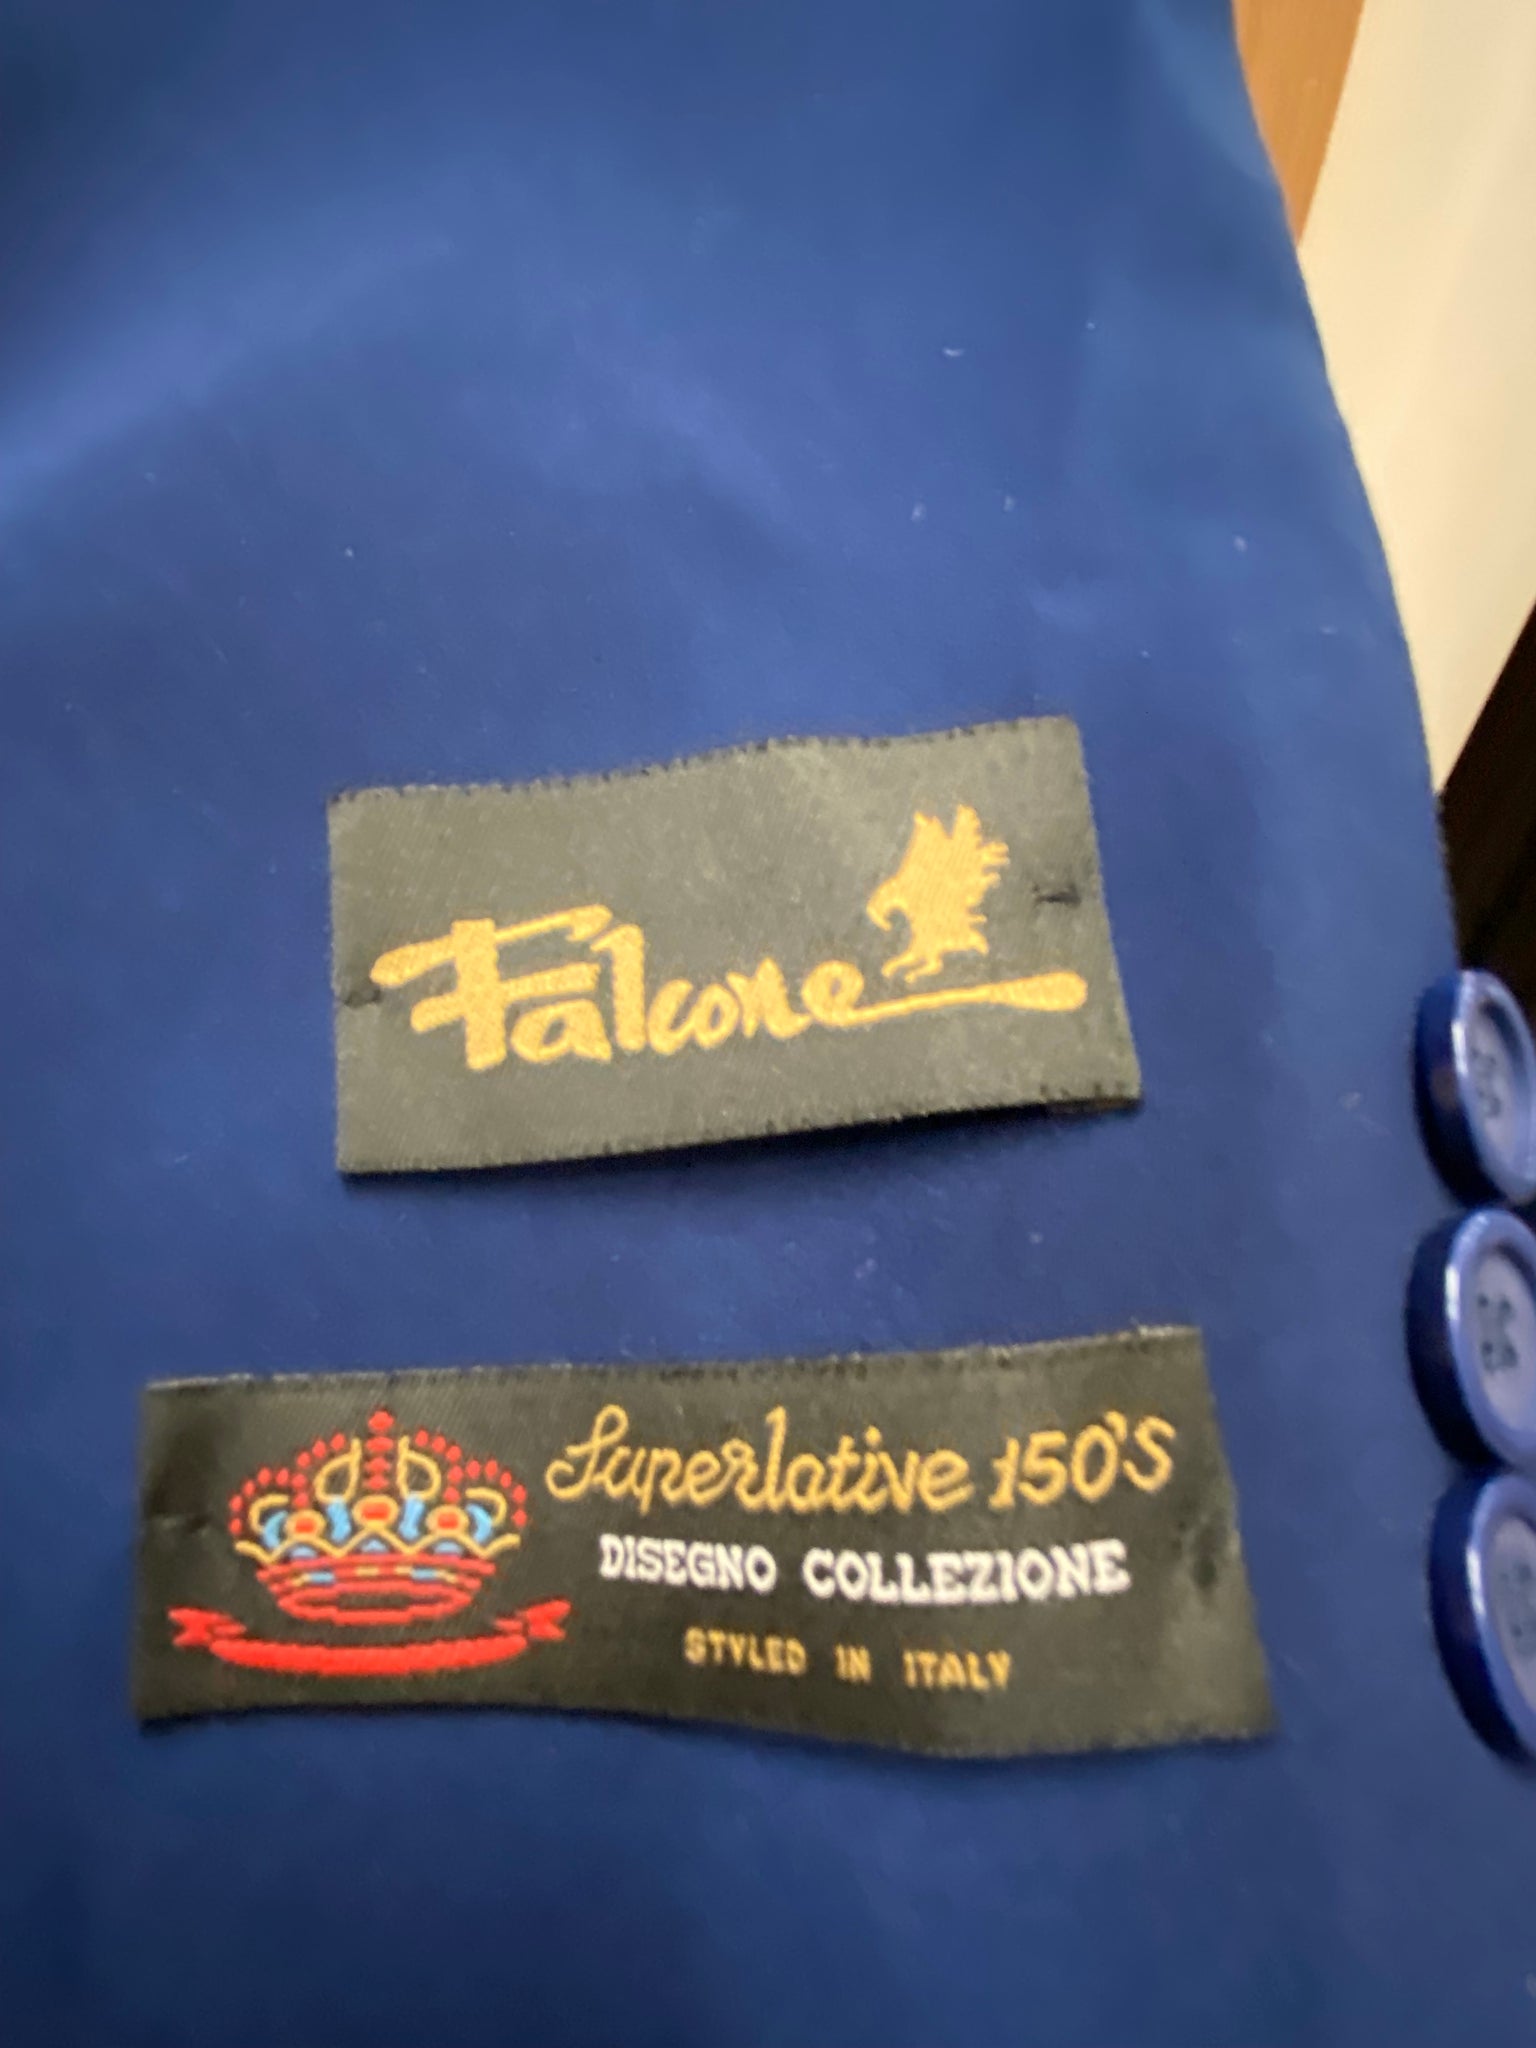 Falcone
Superlative 150'S
DISEGNO COLLEZIONE
STYLED IN ITALY